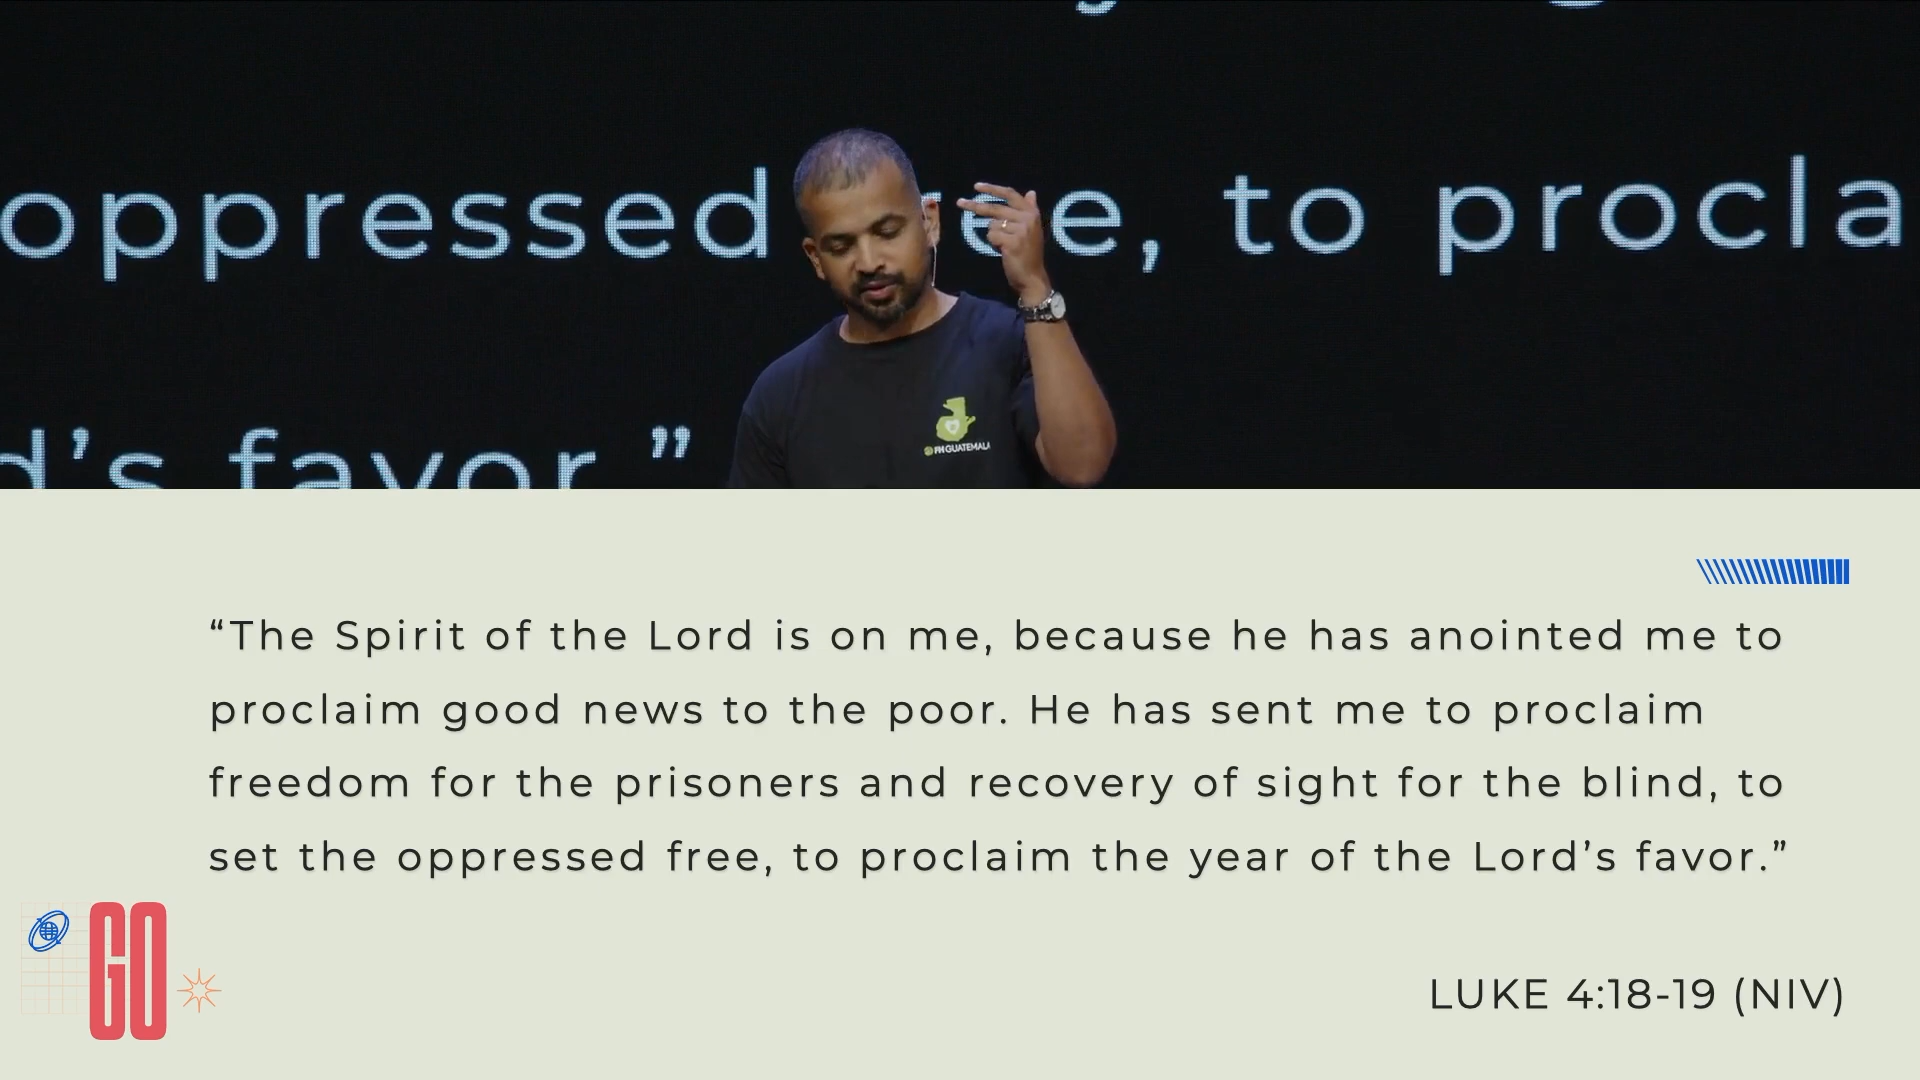 oppressed free, to procla
d’s favor.”
FH GUATEMALA
“The Spirit of the Lord is on me, because he has anointed me to
proclaim good news to the poor. He has sent me to proclaim
freedom for the prisoners and recovery of sight for the blind, to
set the oppressed free, to proclaim the year of the Lord’s favor.”
GO
LUKE 4:18-19 (NIV)